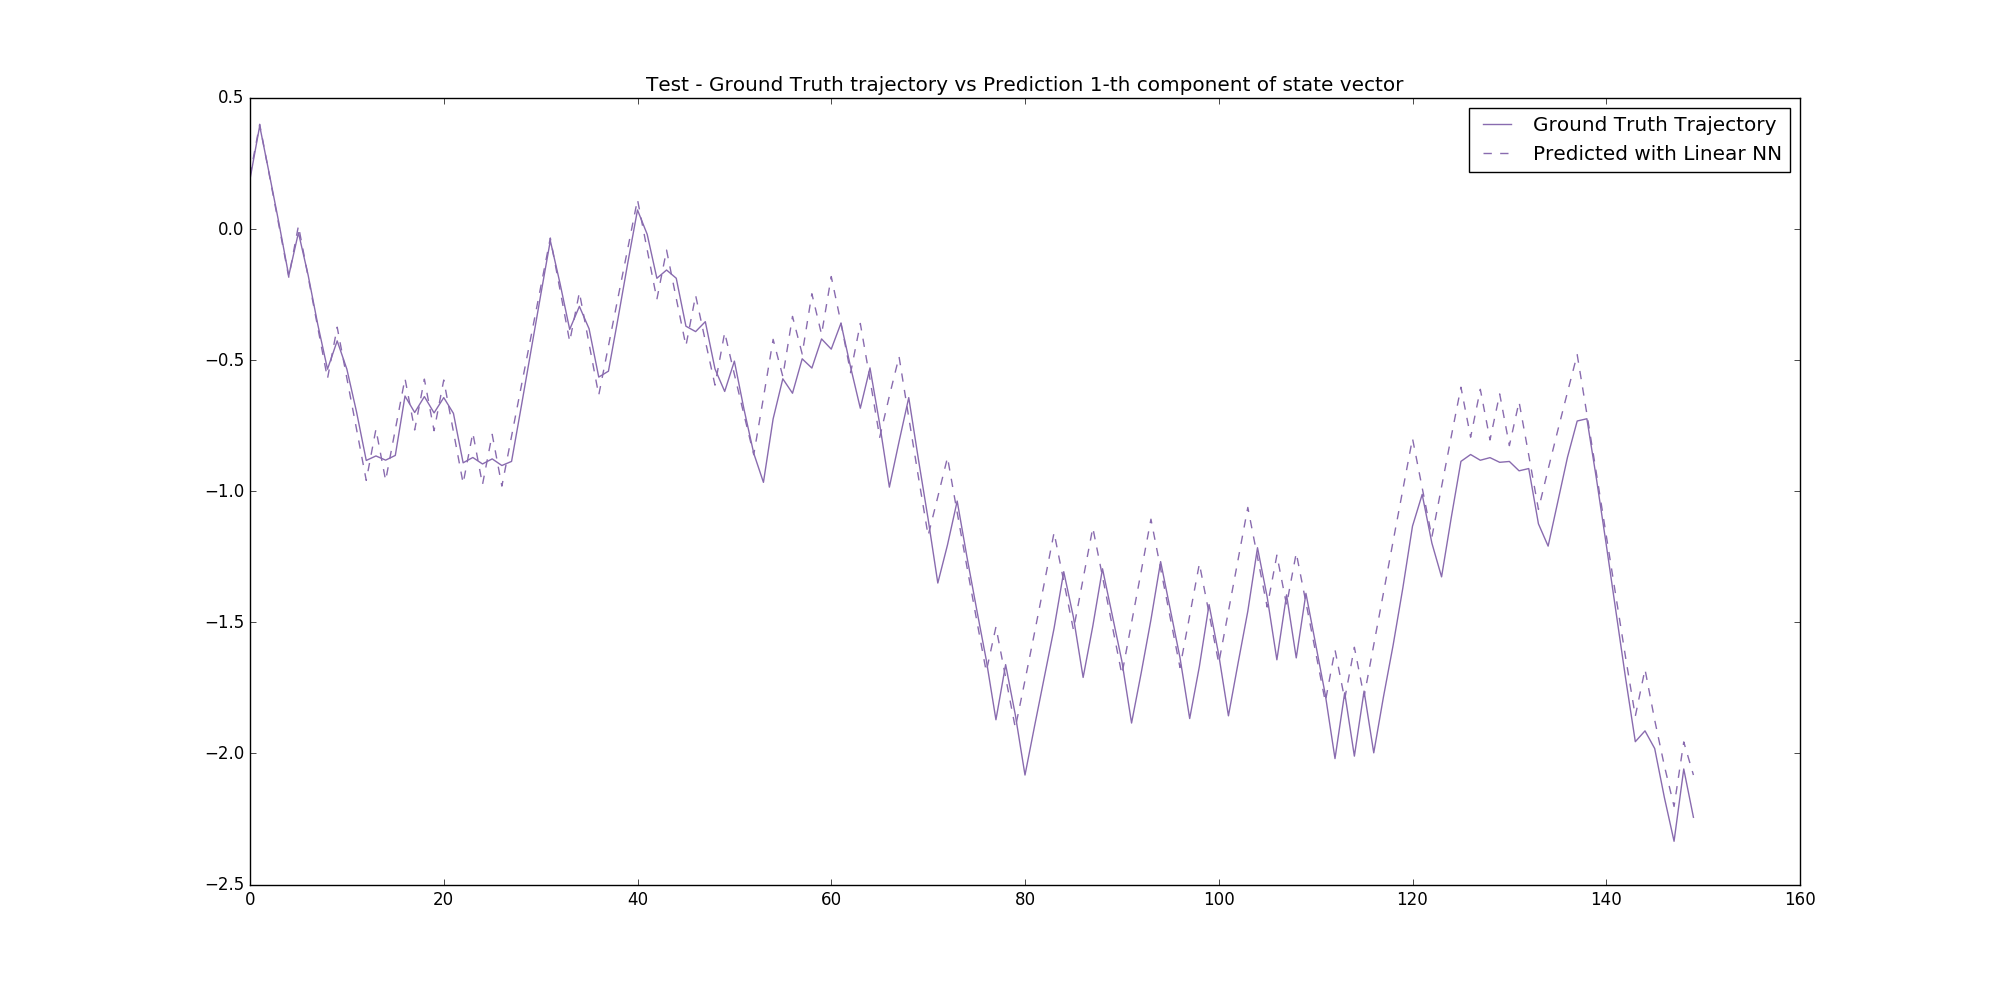 Test - Ground Truth trajectory vs Prediction 1-th component of state vector
Ground Truth Trajectory
Predicted with Linear NN
0.5
0.0
−0.5
−1.0
−1.5
−2.0
−2.5
0 20 40 60 80 100 120 140 160